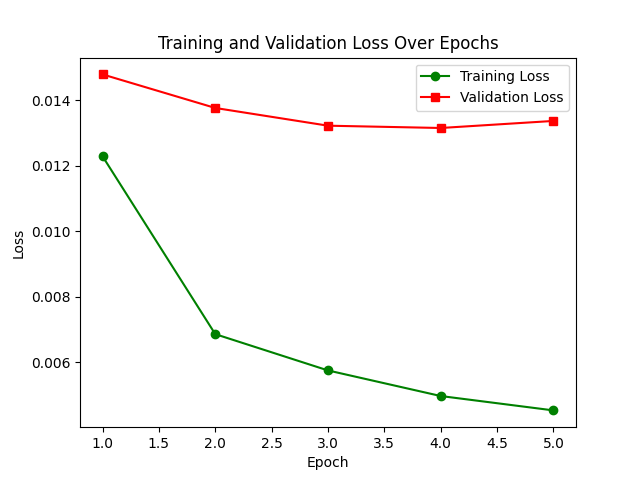 Training and Validation Loss Over Epochs
Training Loss
Validation Loss
0.014
0.012
0.010
0.008
0.006
Loss
1.0 1.5 2.0 2.5 3.0 3.5 4.0 4.5 5.0
Epoch